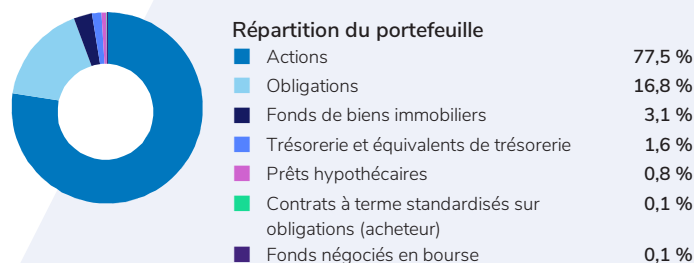 Répartition du portefeuille
Actions 77,5 %
Obligations 16,8 %
Fonds de biens immobiliers 3,1 %
Trésorerie et équivalents de trésorerie 1,6 %
Prêts hypothécaires 0,8 %
Contrats à terme standardisés sur 0,1 %
obligations (acheteur)
Fonds négociés en bourse 0,1 %